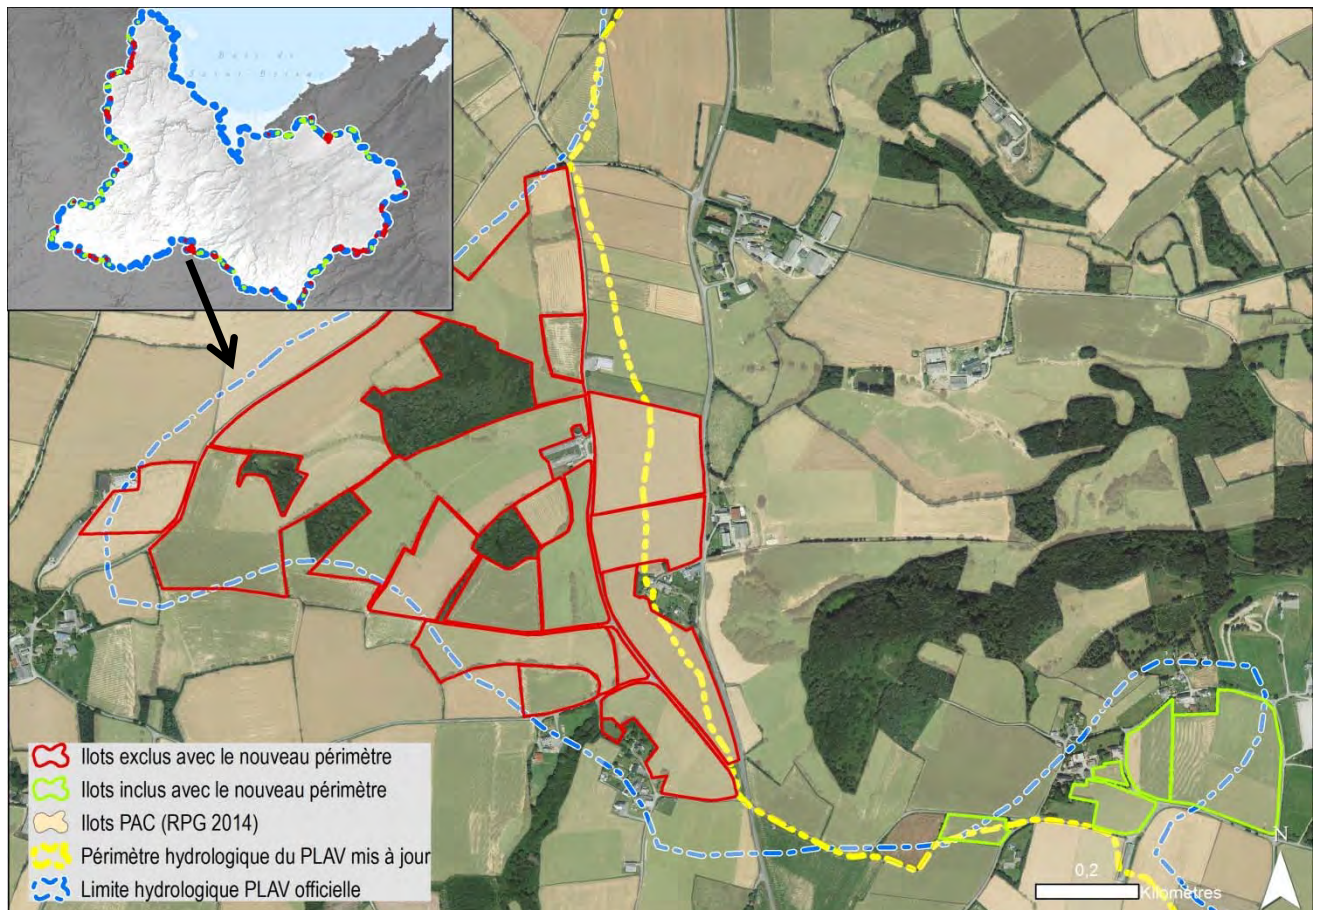 Baie de
Saint Brieuc
Ilots exclus avec le nouveau périmètre
Ilots inclus avec le nouveau périmètre
Ilots PAC (RPG 2014)
Périmètre hydrologique du PLAV mis à jour
Limite hydrologique PLAV officielle
N
0,2
Kilomètres